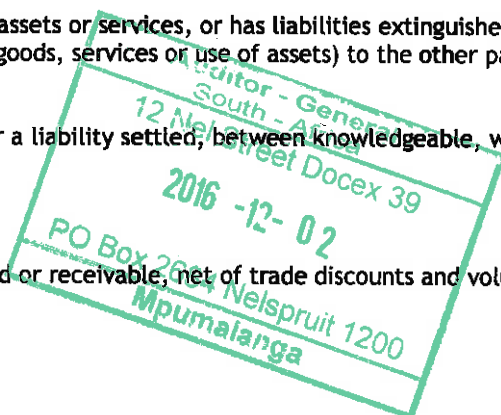 assets or services, or has liabilities extinguishe
goods, services or use of assets) to the other pa
r a liability settled, between knowledgeable, w
d or receivable, net of trade discounts and volu
Auditor - General
South - Africa
12 Nel Street Docex 39
2016 -12- 02
PO Box Nelspruit 1200
Mpumalanga